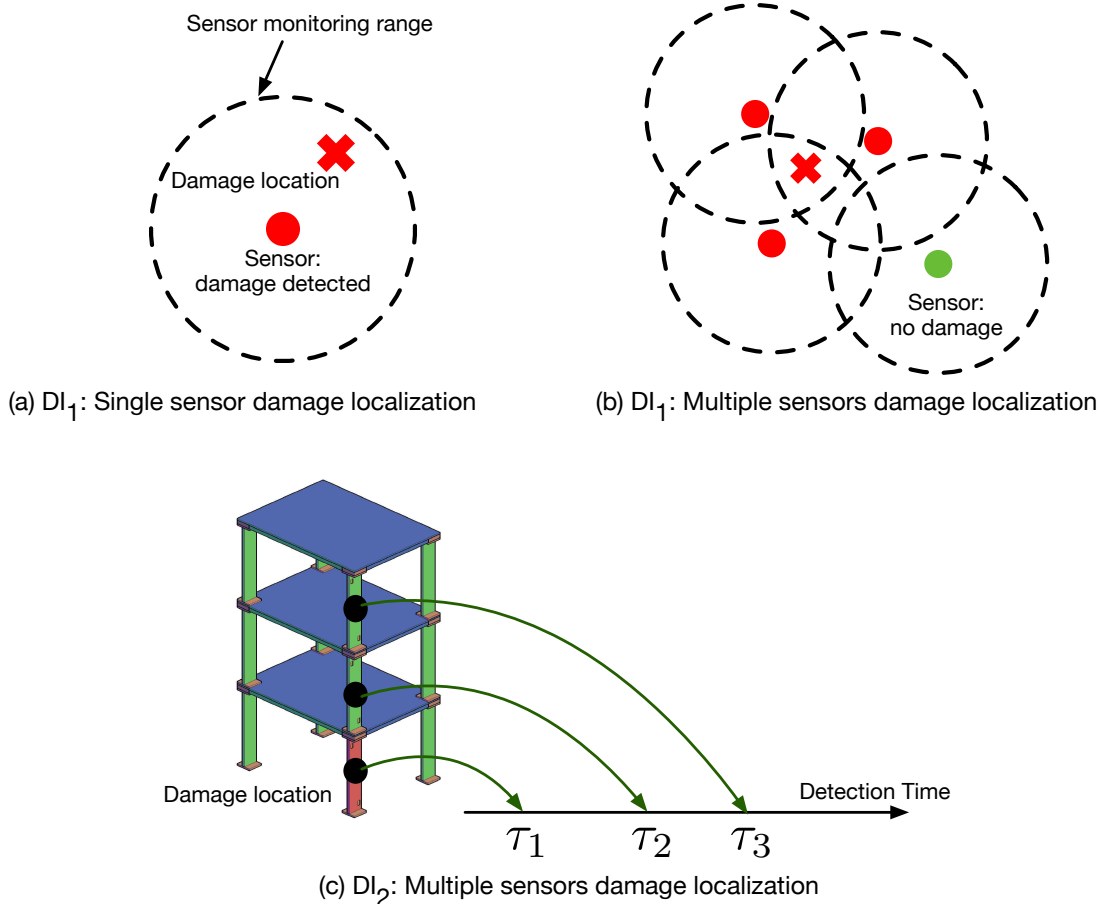 Sensor monitoring range
Damage location
Sensor:
damage detected
(a) DI₁: Single sensor damage localization
Sensor:
no damage
(b) DI₁: Multiple sensors damage localization
Damage location
Detection Time
τ₁ τ₂ τ₃
(c) DI₂: Multiple sensors damage localization